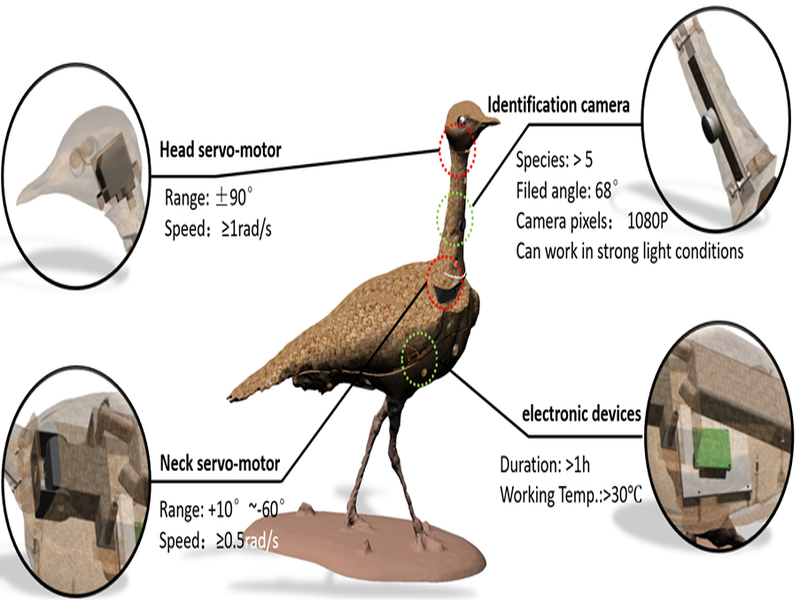 Identification camera
Species: > 5
Filed angle: 68°
Camera pixels: 1080P
Can work in strong light conditions
Head servo-motor
Range: ±90°
Speed: ≥1rad/s
electronic devices
Duration: >1h
Working Temp.:>30℃
Neck servo-motor
Range: +10° ~-60°
Speed: ≥0.5rad/s